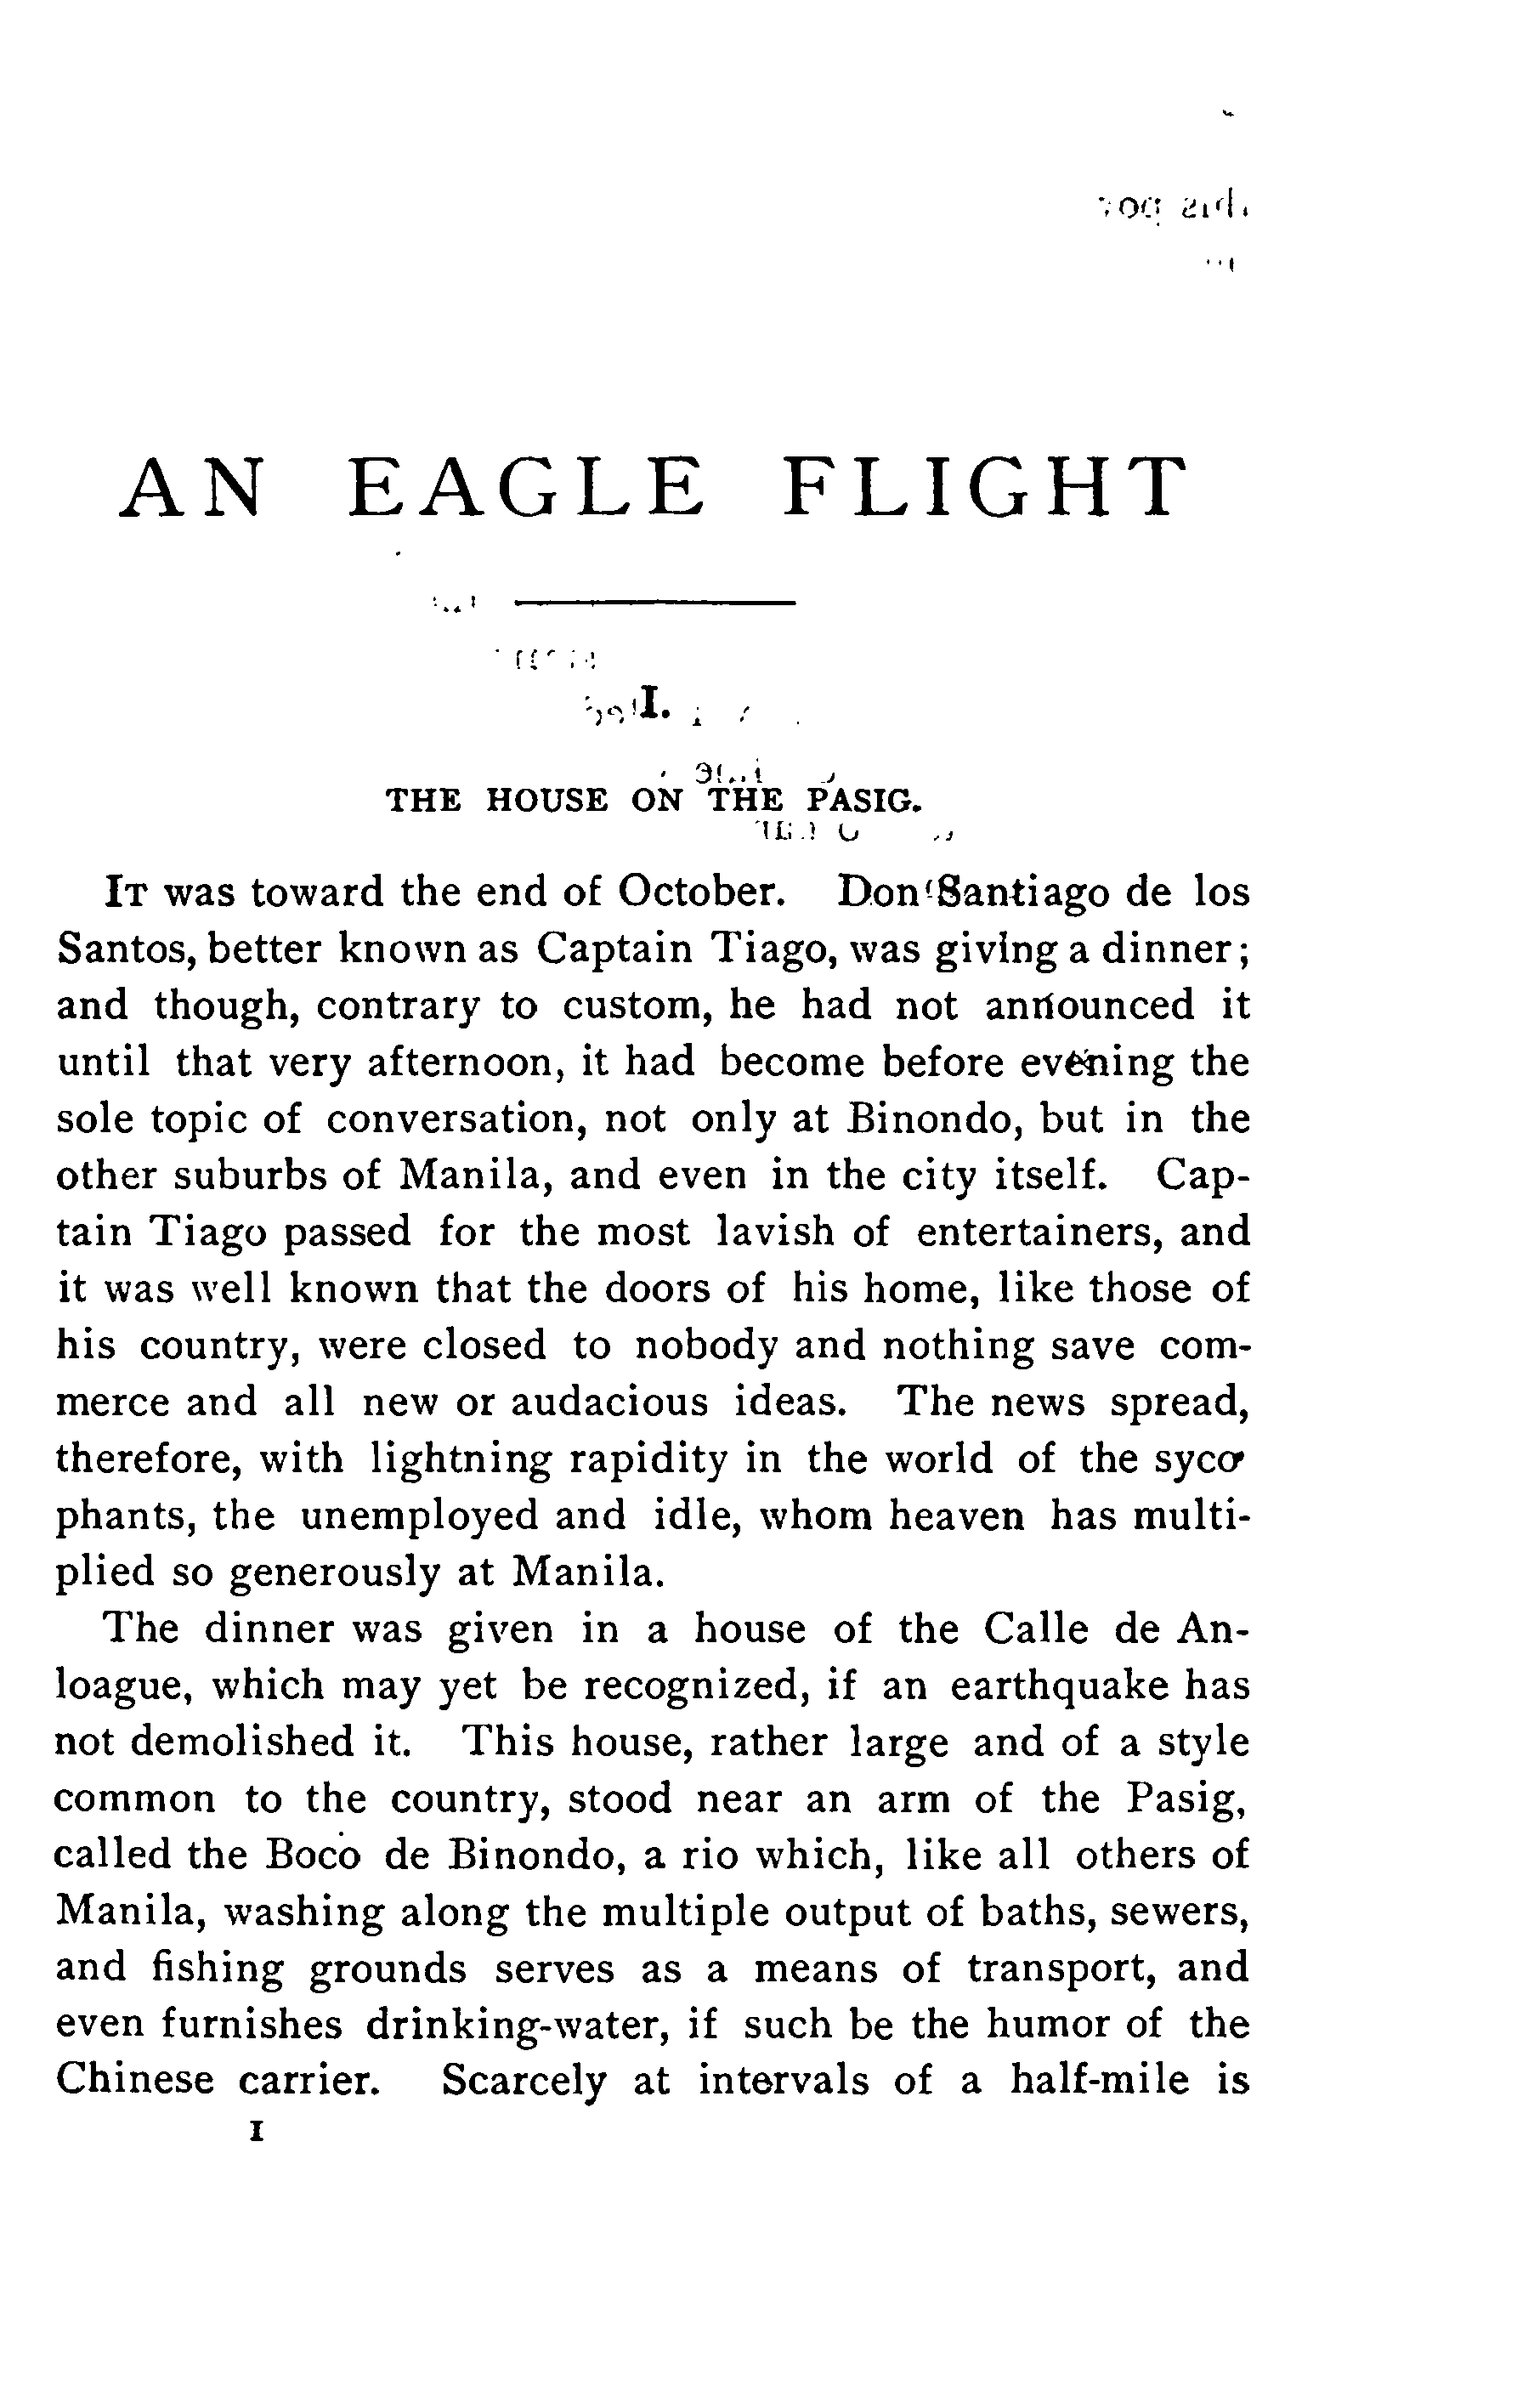 AN EAGLE FLIGHT
I.
THE HOUSE ON THE PASIG.
IT was toward the end of October. Don Santiago de los
Santos, better known as Captain Tiago, was giving a dinner;
and though, contrary to custom, he had not announced it
until that very afternoon, it had become before evening the
sole topic of conversation, not only at Binondo, but in the
other suburbs of Manila, and even in the city itself. Cap-
tain Tiago passed for the most lavish of entertainers, and
it was well known that the doors of his home, like those of
his country, were closed to nobody and nothing save com-
merce and all new or audacious ideas. The news spread,
therefore, with lightning rapidity in the world of the syco-
phants, the unemployed and idle, whom heaven has multi-
plied so generously at Manila.
The dinner was given in a house of the Calle de An-
loague, which may yet be recognized, if an earthquake has
not demolished it. This house, rather large and of a style
common to the country, stood near an arm of the Pasig,
called the Boco de Binondo, a rio which, like all others of
Manila, washing along the multiple output of baths, sewers,
and fishing grounds serves as a means of transport, and
even furnishes drinking-water, if such be the humor of the
Chinese carrier. Scarcely at intervals of a half-mile is
1